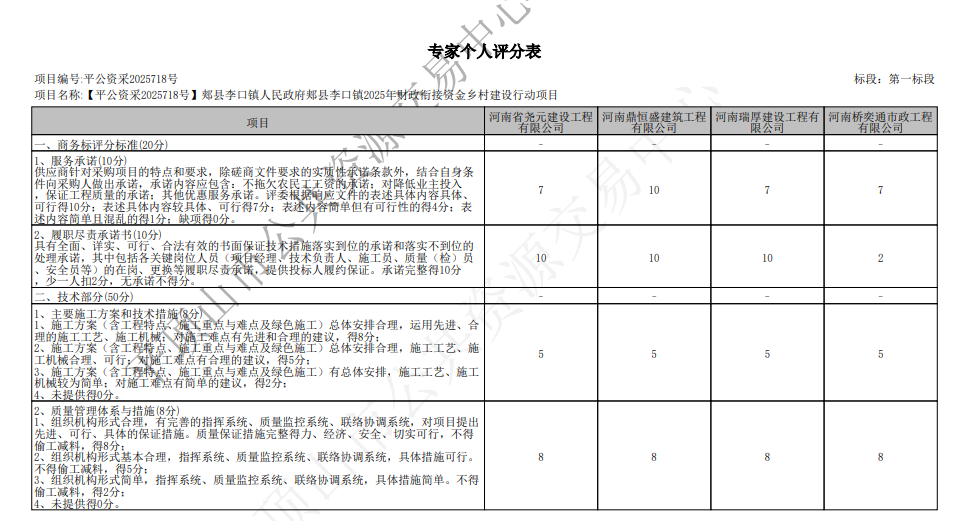 专家个人评分表
项目编号:平公资采2025718号
标段：第一标段
项目名称:【平公资采2025718号】郏县李口镇人民政府郏县李口镇2025年财政衔接资金乡村建设行动项目
项目
河南省尧元建设工程
有限公司
河南鼎恒盛建筑工程
有限公司
河南瑞厚建设工程有
限公司
河南桥奕通市政工程
有限公司
一、商务标评分标准(20分)
-
-
-
-
1、服务承诺(10分)
供应商针对采购项目的特点和要求，除磋商文件要求的实质性承诺条款外，结合自身条
件向采购人做出承诺，承诺内容应包含：不拖欠农民工工资的承诺；对降低业主投入
，保证工程质量的承诺；其他优惠服务承诺。评委根据响应文件的表述具体内容具体、
可行得10分；表述具体内容较具体、可行得7分；表述内容简单但有可行性的得4分；表
述内容简单且混乱的得1分；缺项得0分。
7
10
7
7
2、履职尽责承诺书(10分)
具有全面、详实、可行、合法有效的书面保证技术措施落实到位的承诺和落实不到位的
处理承诺，其中包括各关键岗位人员（项目经理、技术负责人、施工员、质量（检）员
、安全员等）的在岗、更换等履职尽责承诺，提供投标人履约保证。承诺完整得10分
，少一人扣2分，无承诺不得分。
10
10
10
2
二、技术部分(50分)
-
-
-
-
1、主要施工方案和技术措施(8分)
1、施工方案（含工程特点、施工重点与难点及绿色施工）总体安排合理，运用先进、合
理的施工工艺、施工机械；对施工难点有先进和合理的建议，得8分；
2、施工方案（含工程特点、施工重点与难点及绿色施工）总体安排合理，施工工艺、施
工机械合理、可行；对施工难点有合理的建议，得5分；
3、施工方案（含工程特点、施工重点与难点及绿色施工）有总体安排，施工工艺、施工
机械较为简单；对施工难点有简单的建议，得2分；
4、未提供得0分。
5
5
5
5
2、质量管理体系与措施(8分)
1、组织机构形式合理，有完善的指挥系统、质量监控系统、联络协调系统，对项目提出
先进、可行、具体的保证措施。质量保证措施完整得力、经济、安全、切实可行，不得
偷工减料，得8分；
2、组织机构形式基本合理，指挥系统、质量监控系统、联络协调系统，具体措施可行。
不得偷工减料，得5分；
3、组织机构形式简单，指挥系统、质量监控系统、联络协调系统，具体措施简单。不得
偷工减料，得2分；
4、未提供得0分。
8
8
8
8